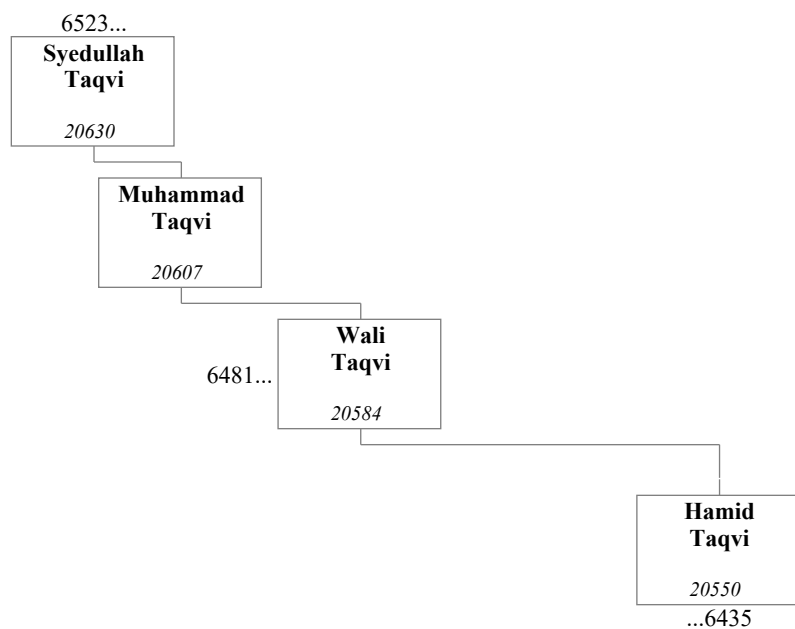 6523...
Syedullah
Taqvi
20630
Muhammad
Taqvi
20607
Wali
Taqvi
6481...
20584
Hamid
Taqvi
20550
...6435